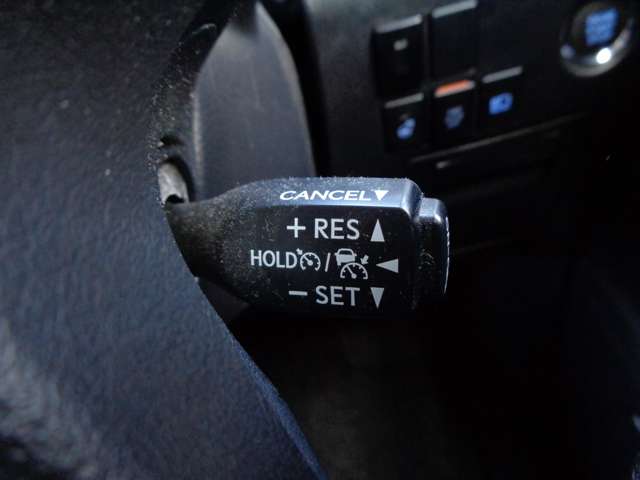 CANCEL▼
+ RES ▲
HOLD / ◀
− SET ▼